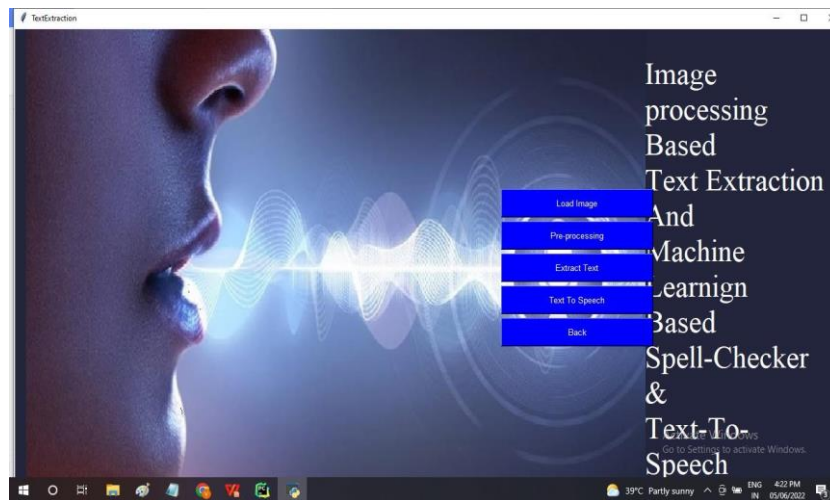 TextExtraction
Image
processing
Based
Text Extraction
And
Machine
Learnign
Based
Spell-Checker
&
Text-To-
Speech
Load Image
Pre-processing
Extract Text
Text To Speech
Back
Activate Windows
Go to Settings to activate Windows.
39°C Partly sunny
ENG
IN
4:22 PM
05/06/2022